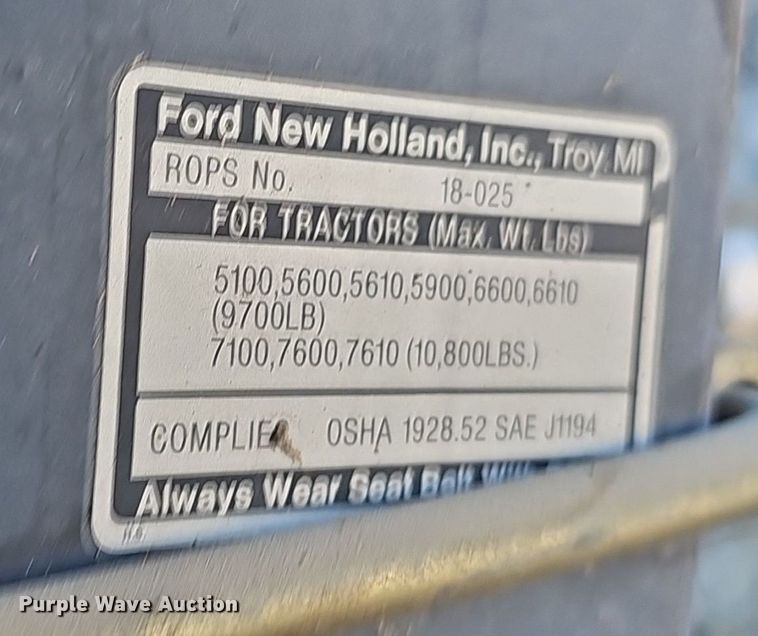 Ford New Holland, Inc., Troy, MI
ROPS No. 18-025
FOR TRACTORS (Max. Wt. Lbs)
5100,5600,5610,5900,6600,6610
(9700LB)
7100,7600,7610 (10,800LBS.)
COMPLIE OSHA 1928.52 SAE J1194
Always Wear Seat Belt
Purple Wave Auction